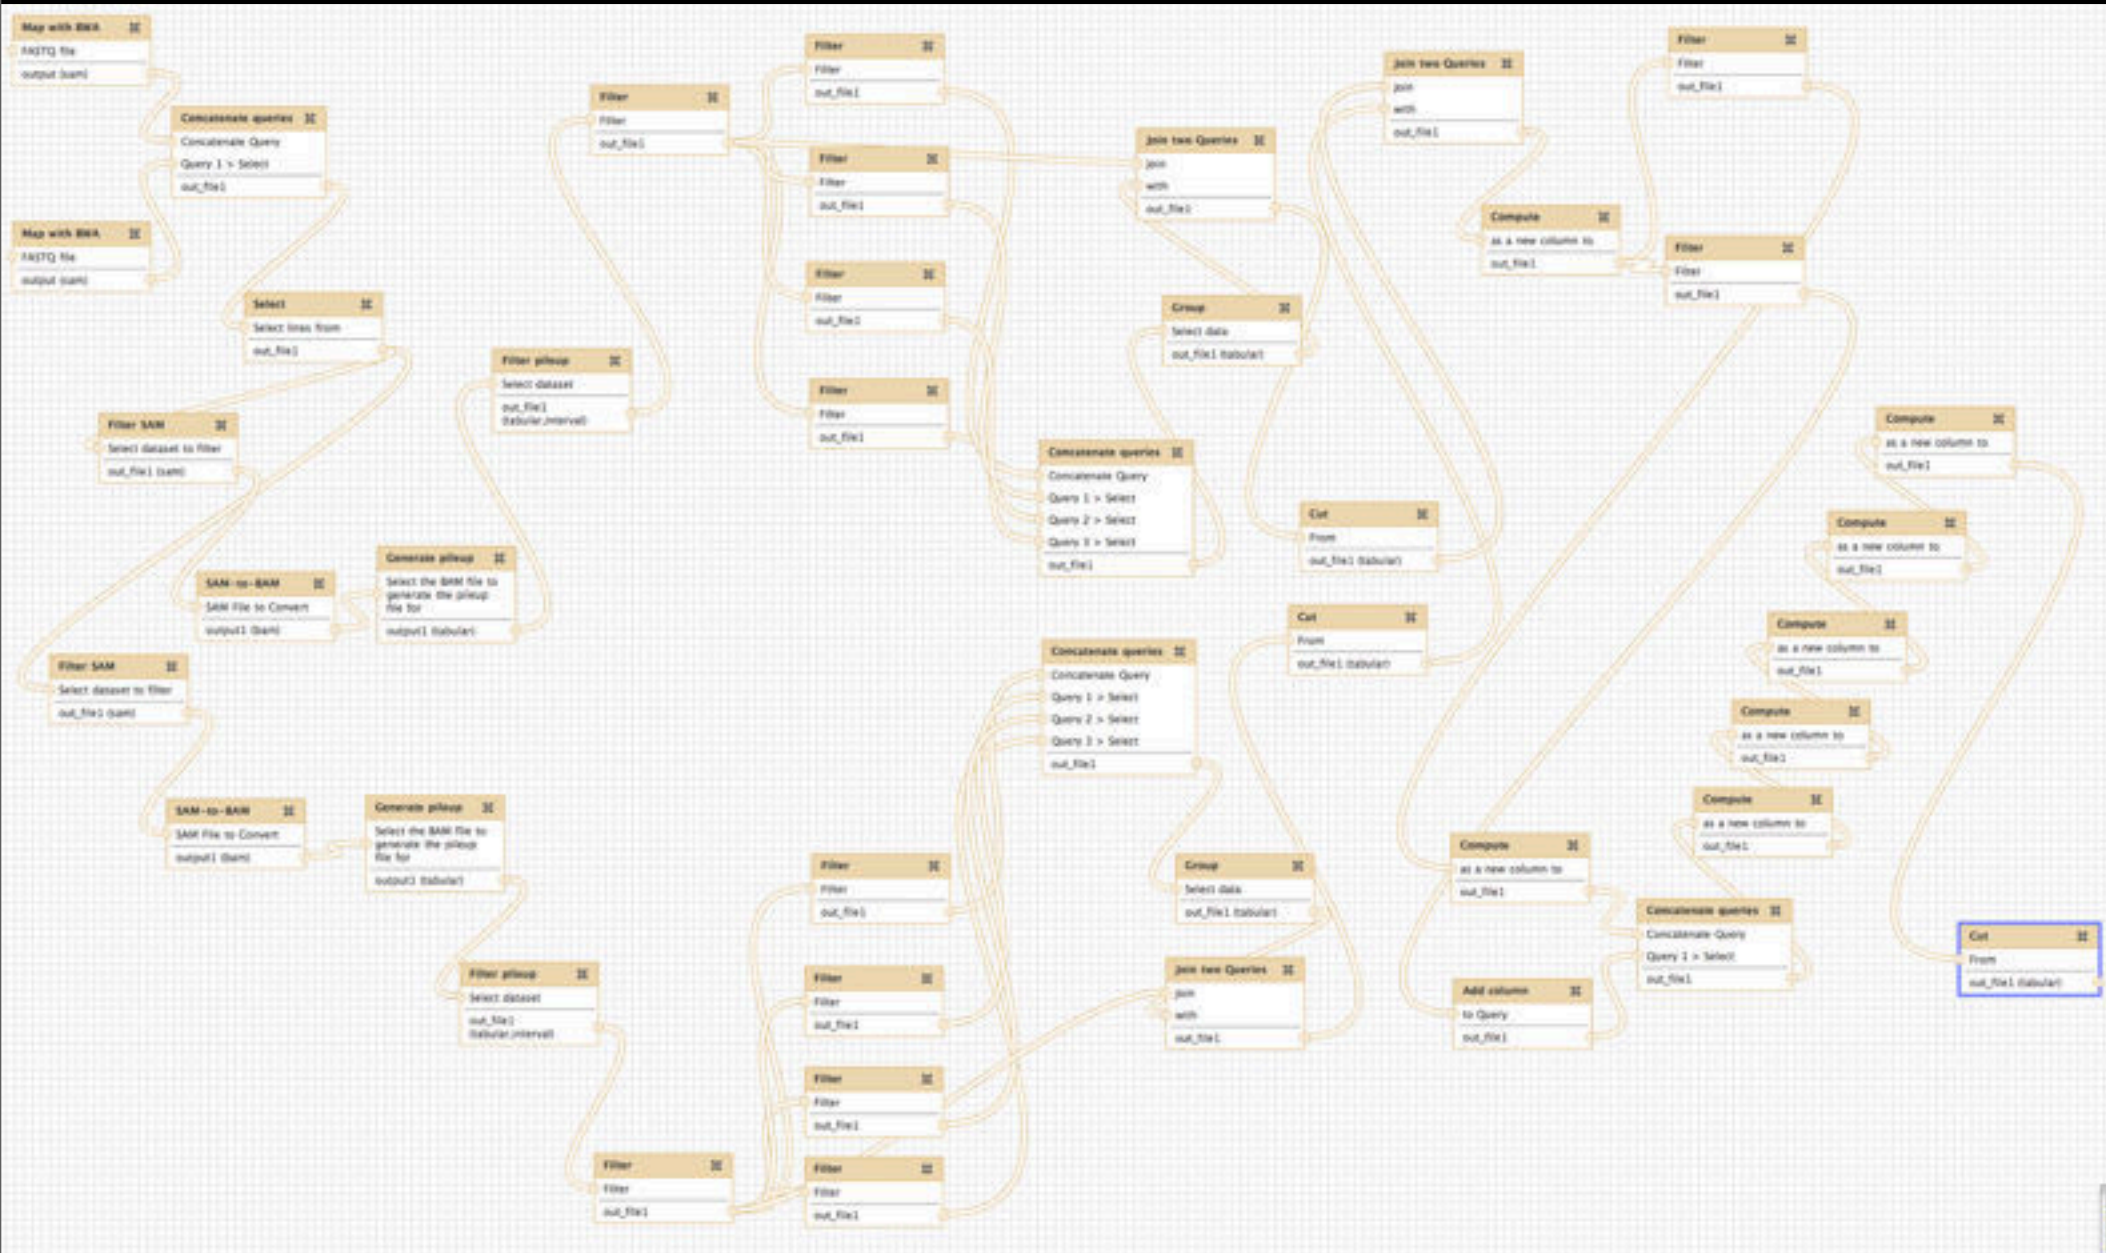 Map with BWA
FASTQ file
output (sam)
Concatenate queries
Concatenate Query
Query 1 > Select
out_file1
Map with BWA
FASTQ file
output (sam)
Select
Select lines from
out_file1
Filter SAM
Select dataset to filter
out_file1 (sam)
SAM-to-BAM
SAM File to Convert
output1 (bam)
Generate pileup
Select the BAM file to
generate the pileup
file for
output1 (tabular)
Filter pileup
Select dataset
out_file1
(tabular,interval)
Filter SAM
Select dataset to filter
out_file1 (sam)
SAM-to-BAM
SAM File to Convert
output1 (bam)
Generate pileup
Select the BAM file to
generate the pileup
file for
output1 (tabular)
Filter pileup
Select dataset
out_file1
(tabular,interval)
Filter
Filter
out_file1
Filter
Filter
out_file1
Filter
Filter
out_file1
Filter
Filter
out_file1
Filter
Filter
out_file1
Filter
Filter
out_file1
Filter
Filter
out_file1
Filter
Filter
out_file1
Filter
Filter
out_file1
Filter
Filter
out_file1
Join two Queries
join
with
out_file1
Group
Select data
out_file1 (tabular)
Concatenate queries
Concatenate Query
Query 1 > Select
Query 2 > Select
Query 3 > Select
out_file1
Concatenate queries
Concatenate Query
Query 1 > Select
Query 2 > Select
Query 3 > Select
out_file1
Group
Select data
out_file1 (tabular)
Join two Queries
join
with
out_file1
Cut
From
out_file1 (tabular)
Cut
From
out_file1 (tabular)
Join two Queries
join
with
out_file1
Compute
as a new column to
out_file1
Filter
Filter
out_file1
Filter
Filter
out_file1
Compute
as a new column to
out_file1
Add column
to Query
out_file1
Concatenate queries
Concatenate Query
Query 1 > Select
out_file1
Compute
as a new column to
out_file1
Compute
as a new column to
out_file1
Compute
as a new column to
out_file1
Compute
as a new column to
out_file1
Compute
as a new column to
out_file1
Cut
From
out_file1 (tabular)